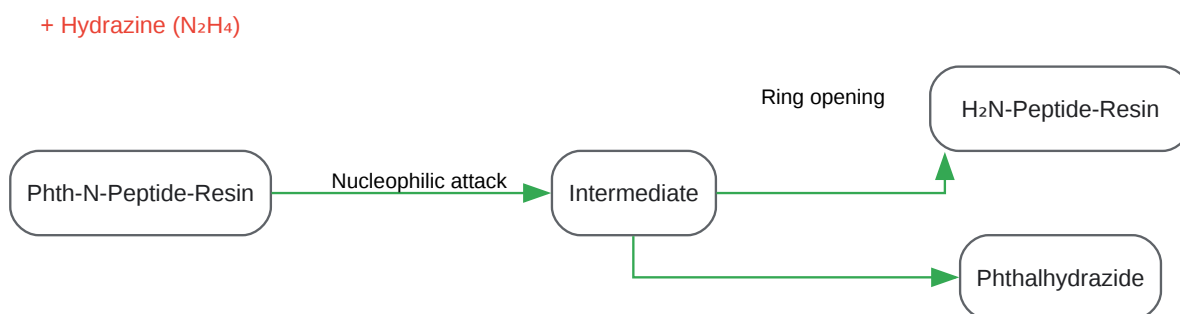 + Hydrazine (N₂H₄)
Ring opening
H₂N-Peptide-Resin
Phth-N-Peptide-Resin
Nucleophilic attack
Intermediate
Phthalhydrazide